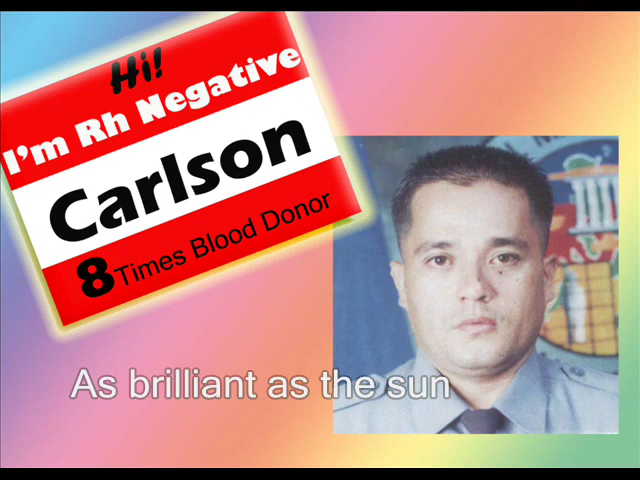 Hi!
I'm Rh Negative
Carlson
8 Times Blood Donor
As brilliant as the sun